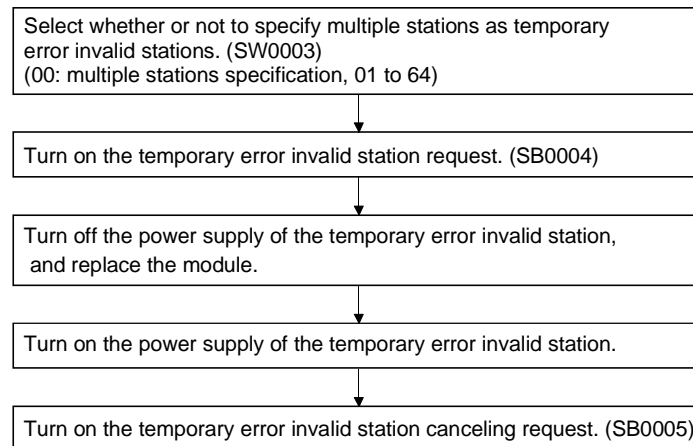 Select whether or not to specify multiple stations as temporary
error invalid stations. (SW0003)
(00: multiple stations specification, 01 to 64)
Turn on the temporary error invalid station request. (SB0004)
Turn off the power supply of the temporary error invalid station,
and replace the module.
Turn on the power supply of the temporary error invalid station.
Turn on the temporary error invalid station canceling request. (SB0005)